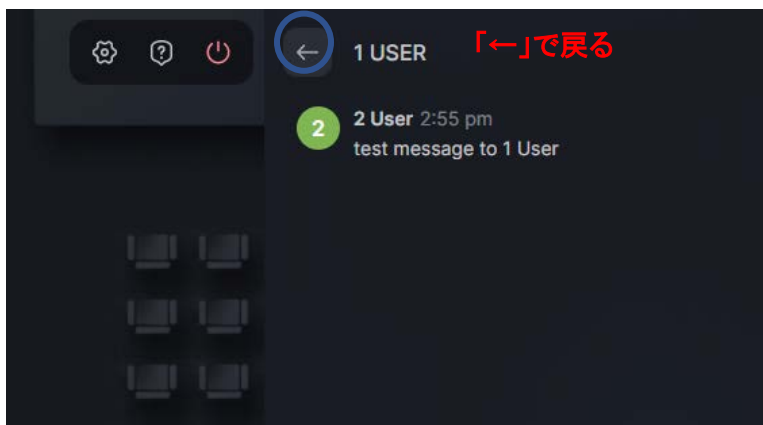 ← 1 USER 「←」で戻る
2
2 User 2:55 pm
test message to 1 User